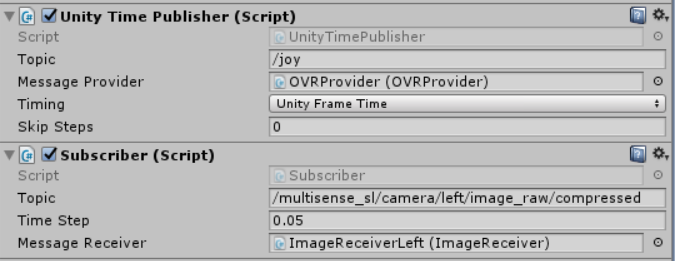 Unity Time Publisher (Script)
Script UnityTimePublisher
Topic /joy
Message Provider OVRProvider (OVRProvider)
Timing Unity Frame Time
Skip Steps 0
Subscriber (Script)
Script Subscriber
Topic /multisense_sl/camera/left/image_raw/compressed
Time Step 0.05
Message Receiver ImageReceiverLeft (ImageReceiver)